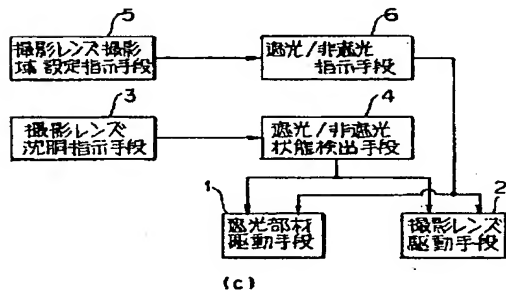 5
撮影レンズ撮影
域設定指示手段
6
遮光/非遮光
指示手段
3
撮影レンズ
沈胴指示手段
4
遮光/非遮光
状態検出手段
1
遮光部材
駆動手段
2
撮影レンズ
駆動手段
(c)